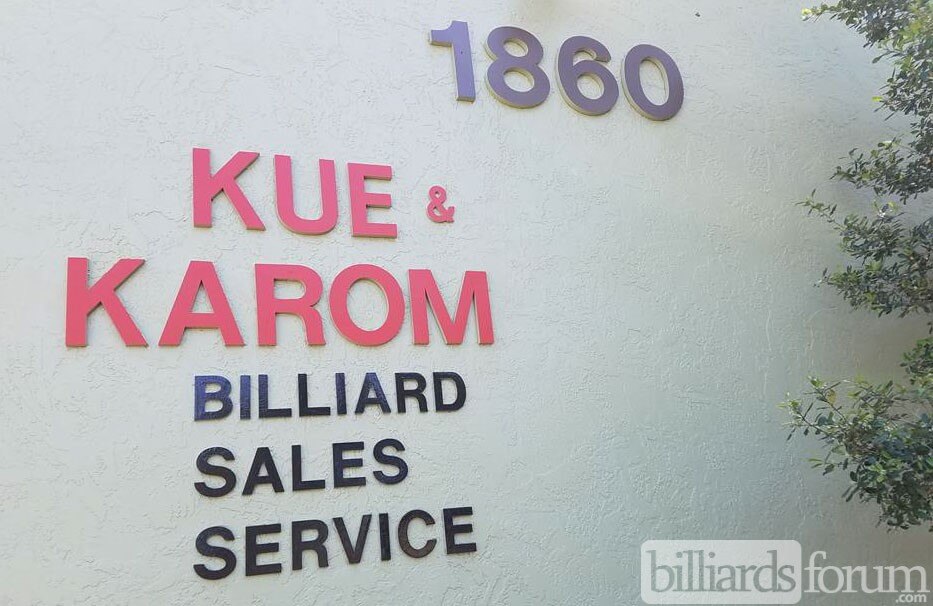 1860
KUE &
KAROM
BILLIARD
SALES
SERVICE
billiardsforum
.com